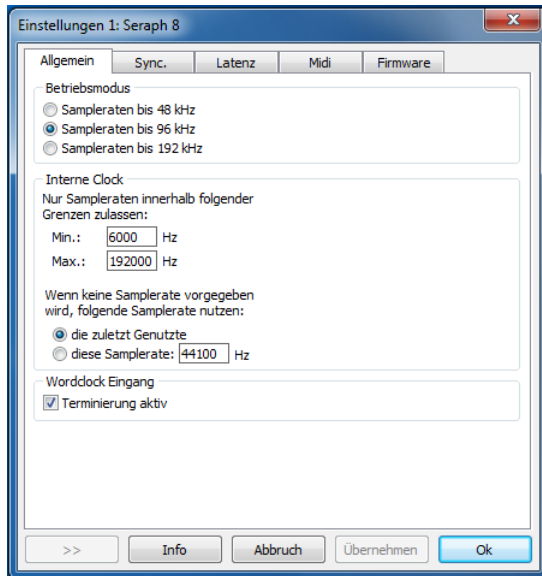 Einstellungen 1: Seraph 8
Allgemein Sync. Latenz Midi Firmware
Betriebsmodus
Sampleraten bis 48 kHz
Sampleraten bis 96 kHz
Sampleraten bis 192 kHz
Interne Clock
Nur Sampleraten innerhalb folgender
Grenzen zulassen:
Min.: 6000 Hz
Max.: 192000 Hz
Wenn keine Samplerate vorgegeben
wird, folgende Samplerate nutzen:
die zuletzt Genutzte
diese Samplerate: 44100 Hz
Wordclock Eingang
Terminierung aktiv
>> Info Abbruch Übernehmen Ok